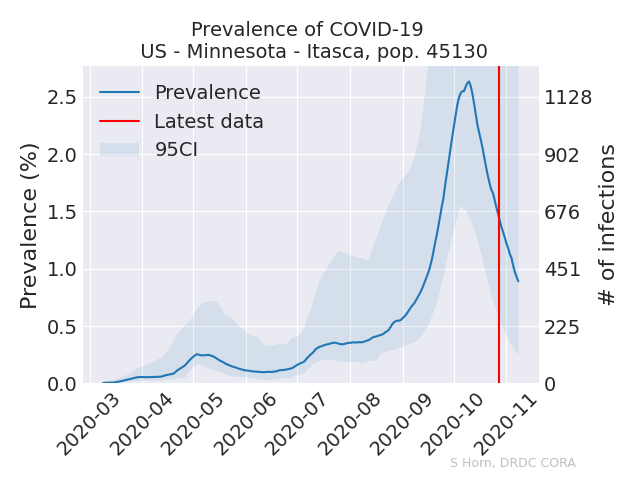 Prevalence of COVID-19
US - Minnesota - Itasca, pop. 45130
Prevalence
Latest data
95CI
Prevalence (%)
2.5
2.0
1.5
1.0
0.5
0.0
1128
902
676
451
225
0
# of infections
2020-03
2020-04
2020-05
2020-06
2020-07
2020-08
2020-09
2020-10
2020-11
S Horn, DRDC CORA